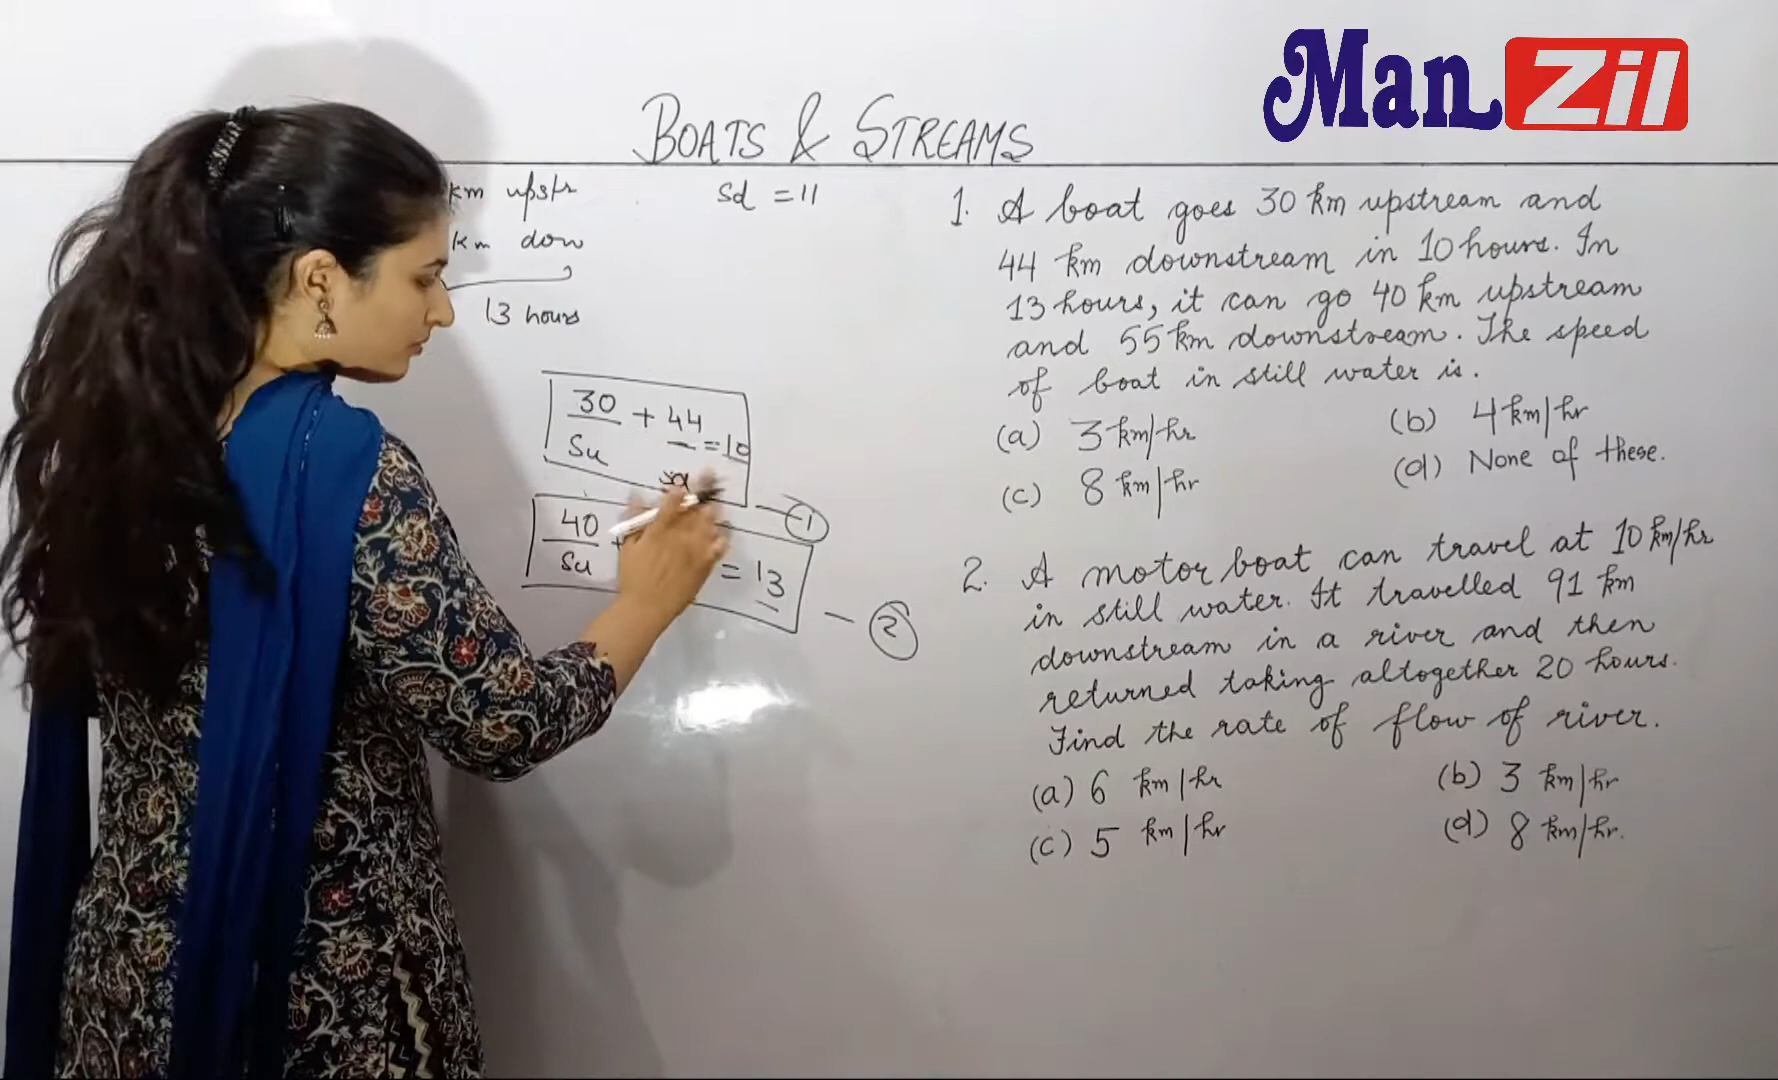 Man Zil
BOATS & STREAMS
km upstr
km dow
13 hours
Sd = 11
30/Su + 44/Sd = 10
1
40/Su + = 13
2
1. A boat goes 30 km upstream and
44 km downstream in 10 hours. In
13 hours, it can go 40 km upstream
and 55 km downstream. The speed
of boat in still water is.
(a) 3 km/hr (b) 4 km/hr
(c) 8 km/hr (d) None of these.
2. A motor boat can travel at 10 km/hr
in still water. It travelled 91 km
downstream in a river and then
returned taking altogether 20 hours.
Find the rate of flow of river.
(a) 6 km/hr (b) 3 km/hr
(c) 5 km/hr (d) 8 km/hr.